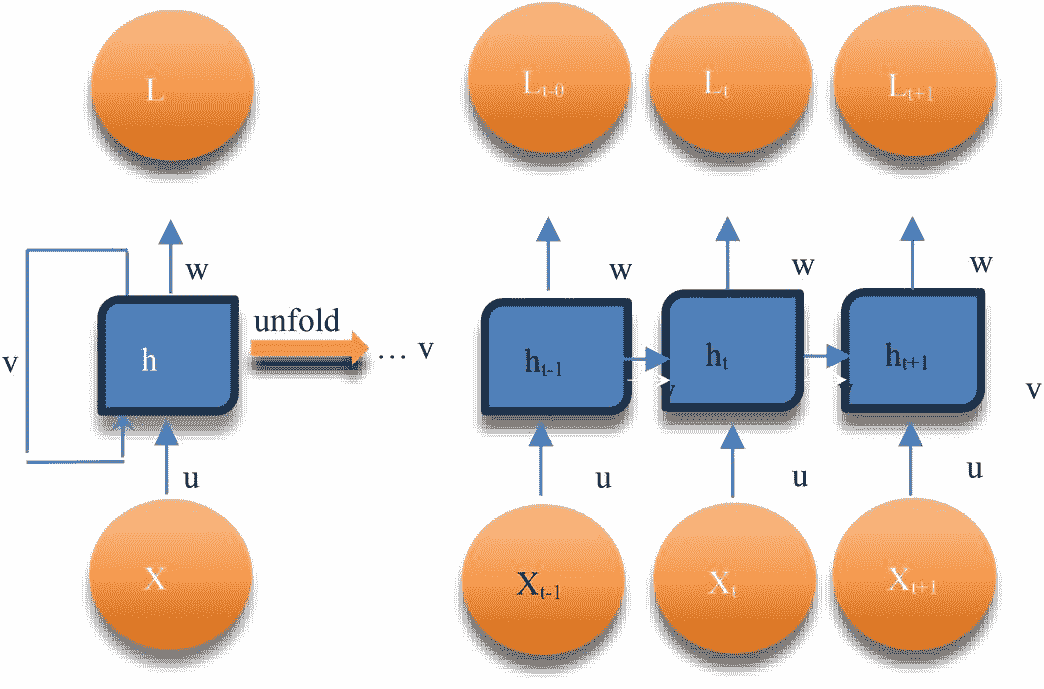 L
L t-0
L t
L t+1
w
w
w
w
unfold
v
h
... v
h t-1
h t
h t+1
v
v
v
u
u
u
u
X
X t-1
X t
X t+1